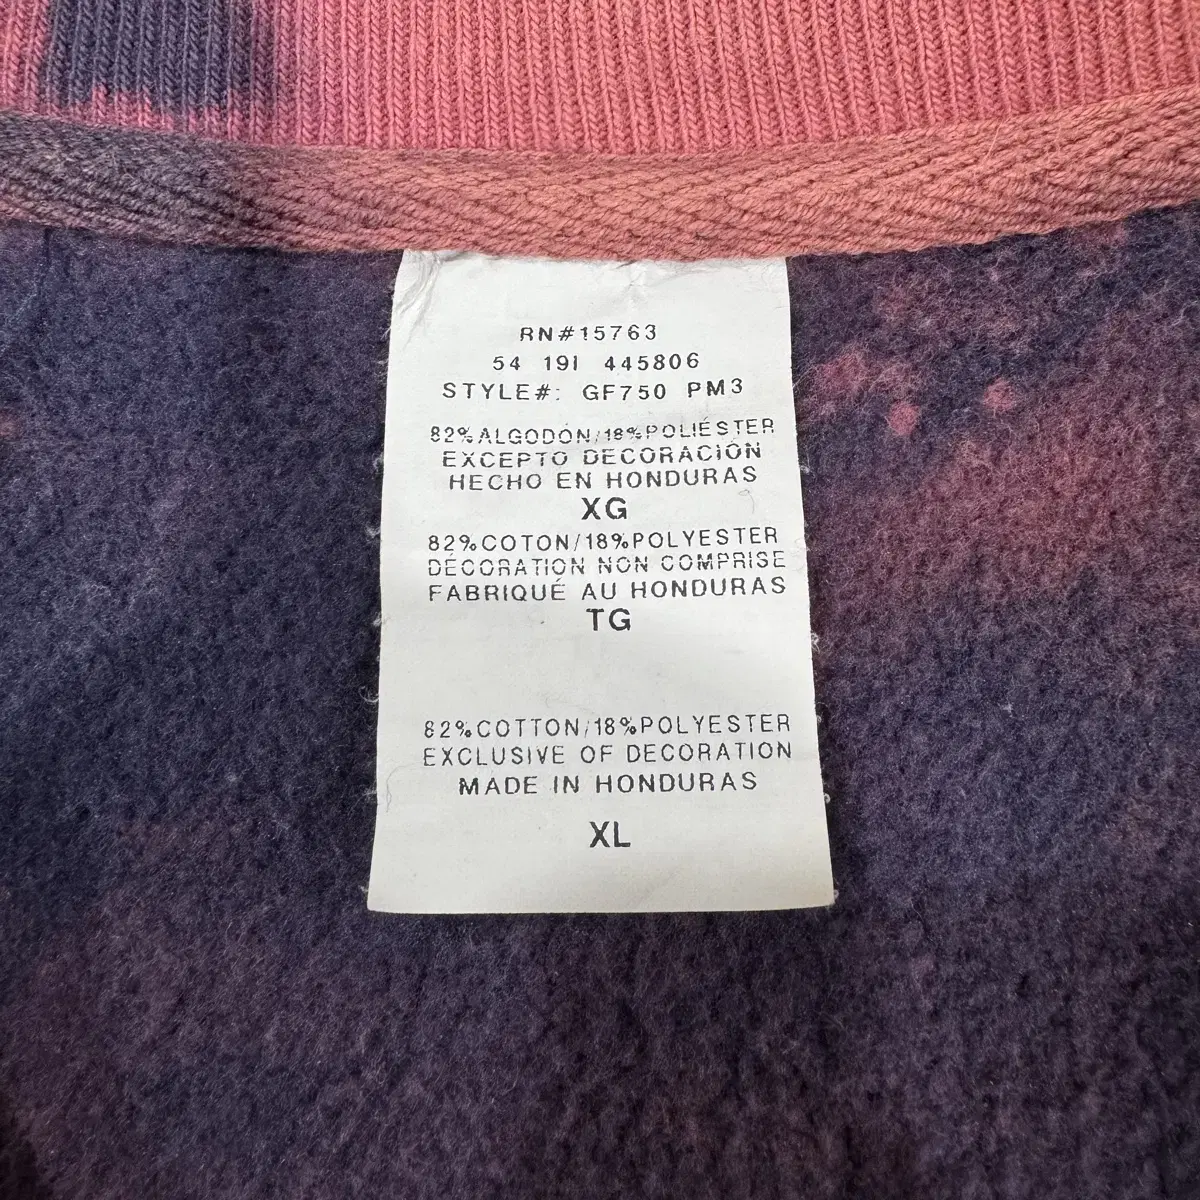 RN#15763
54 19I 445806
STYLE#: GF750 PM3
82%ALGODÓN/18%POLIÉSTER
EXCEPTO DECORACIÓN
HECHO EN HONDURAS
XG
82%COTON/18%POLYESTER
DÉCORATION NON COMPRISE
FABRIQUÉ AU HONDURAS
TG
82%COTTON/18%POLYESTER
EXCLUSIVE OF DECORATION
MADE IN HONDURAS
XL